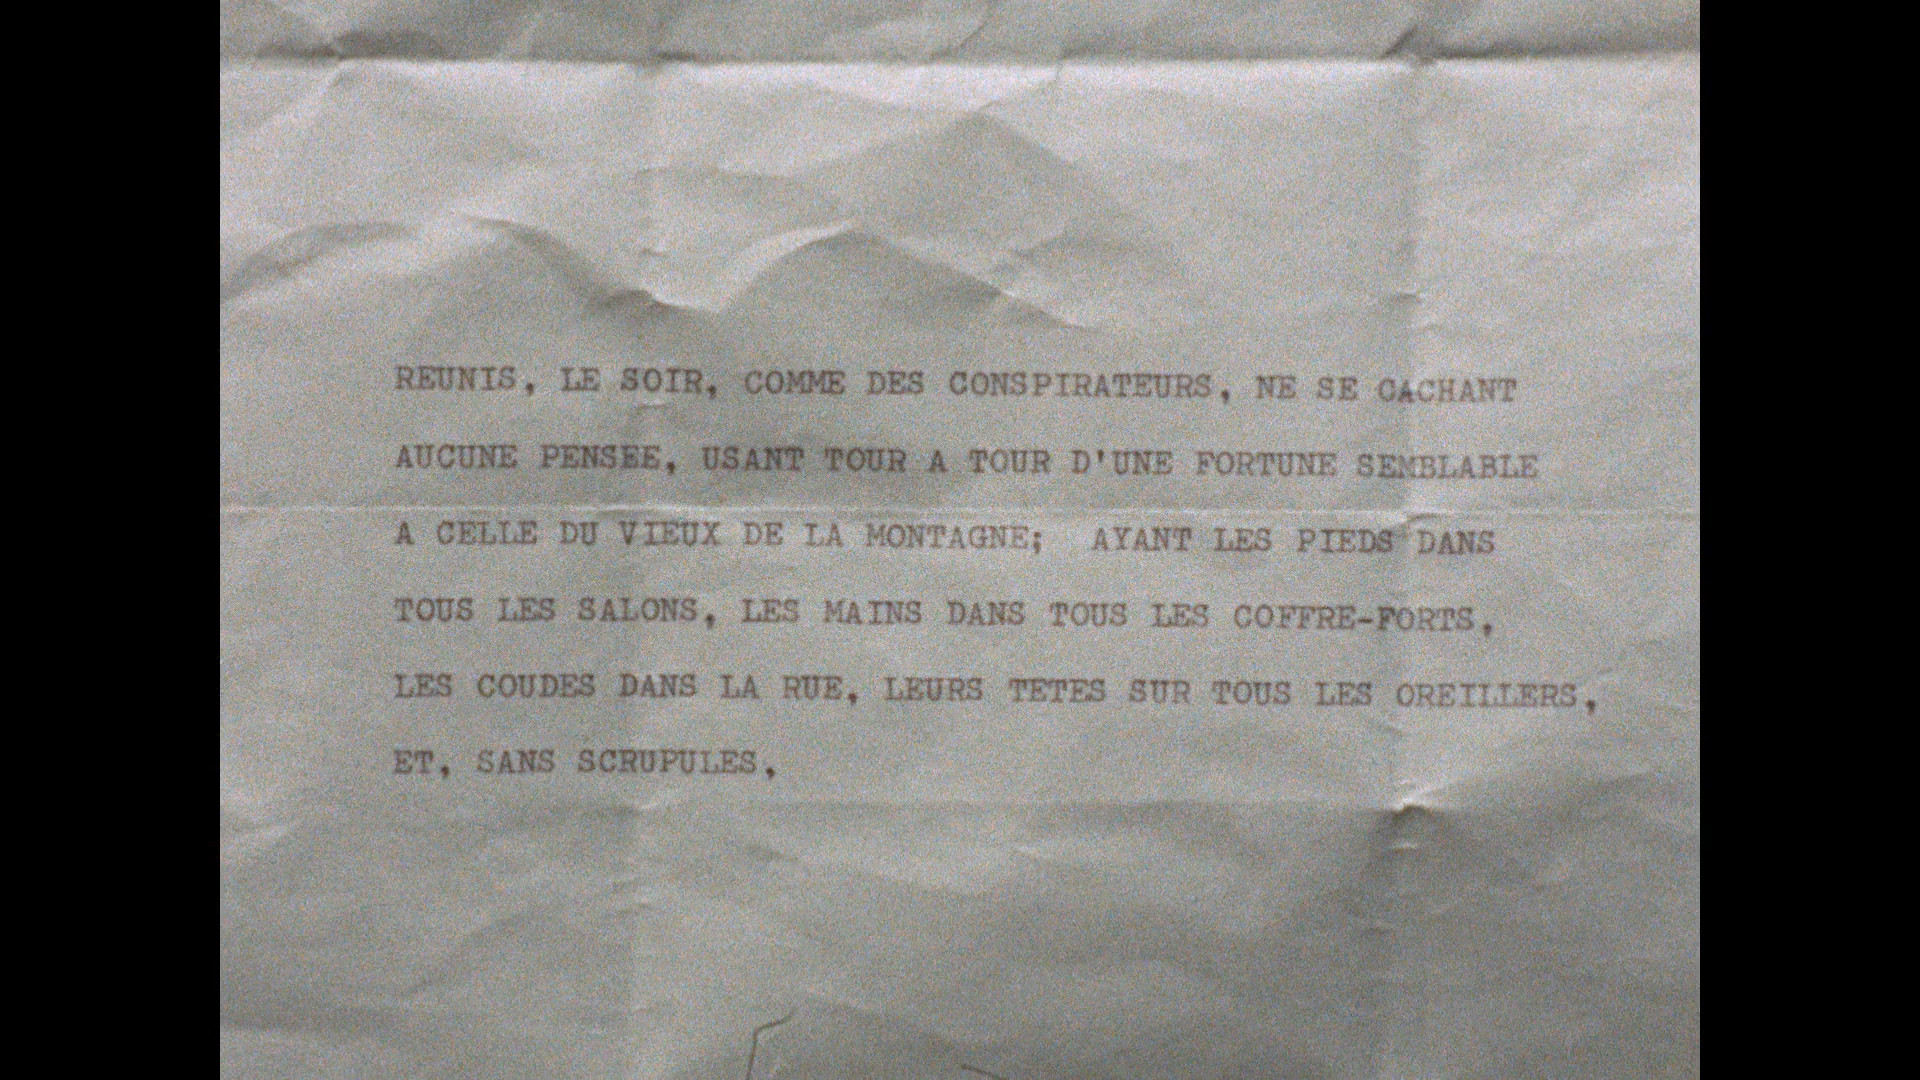 REUNIS, LE SOIR, COMME DES CONSPIRATEURS, NE SE CACHANT
AUCUNE PENSEE, USANT TOUR A TOUR D'UNE FORTUNE SEMBLABLE
A CELLE DU VIEUX DE LA MONTAGNE; AYANT LES PIEDS DANS
TOUS LES SALONS, LES MAINS DANS TOUS LES COFFRE-FORTS,
LES COUDES DANS LA RUE, LEURS TETES SUR TOUS LES OREILLERS,
ET, SANS SCRUPULES,